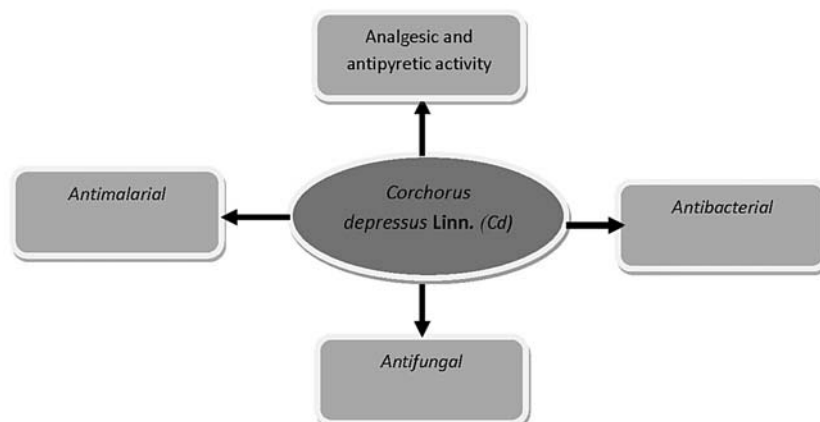 Analgesic and
antipyretic activity
Antimalarial
Corchorus
depressus Linn. (Cd)
Antibacterial
Antifungal